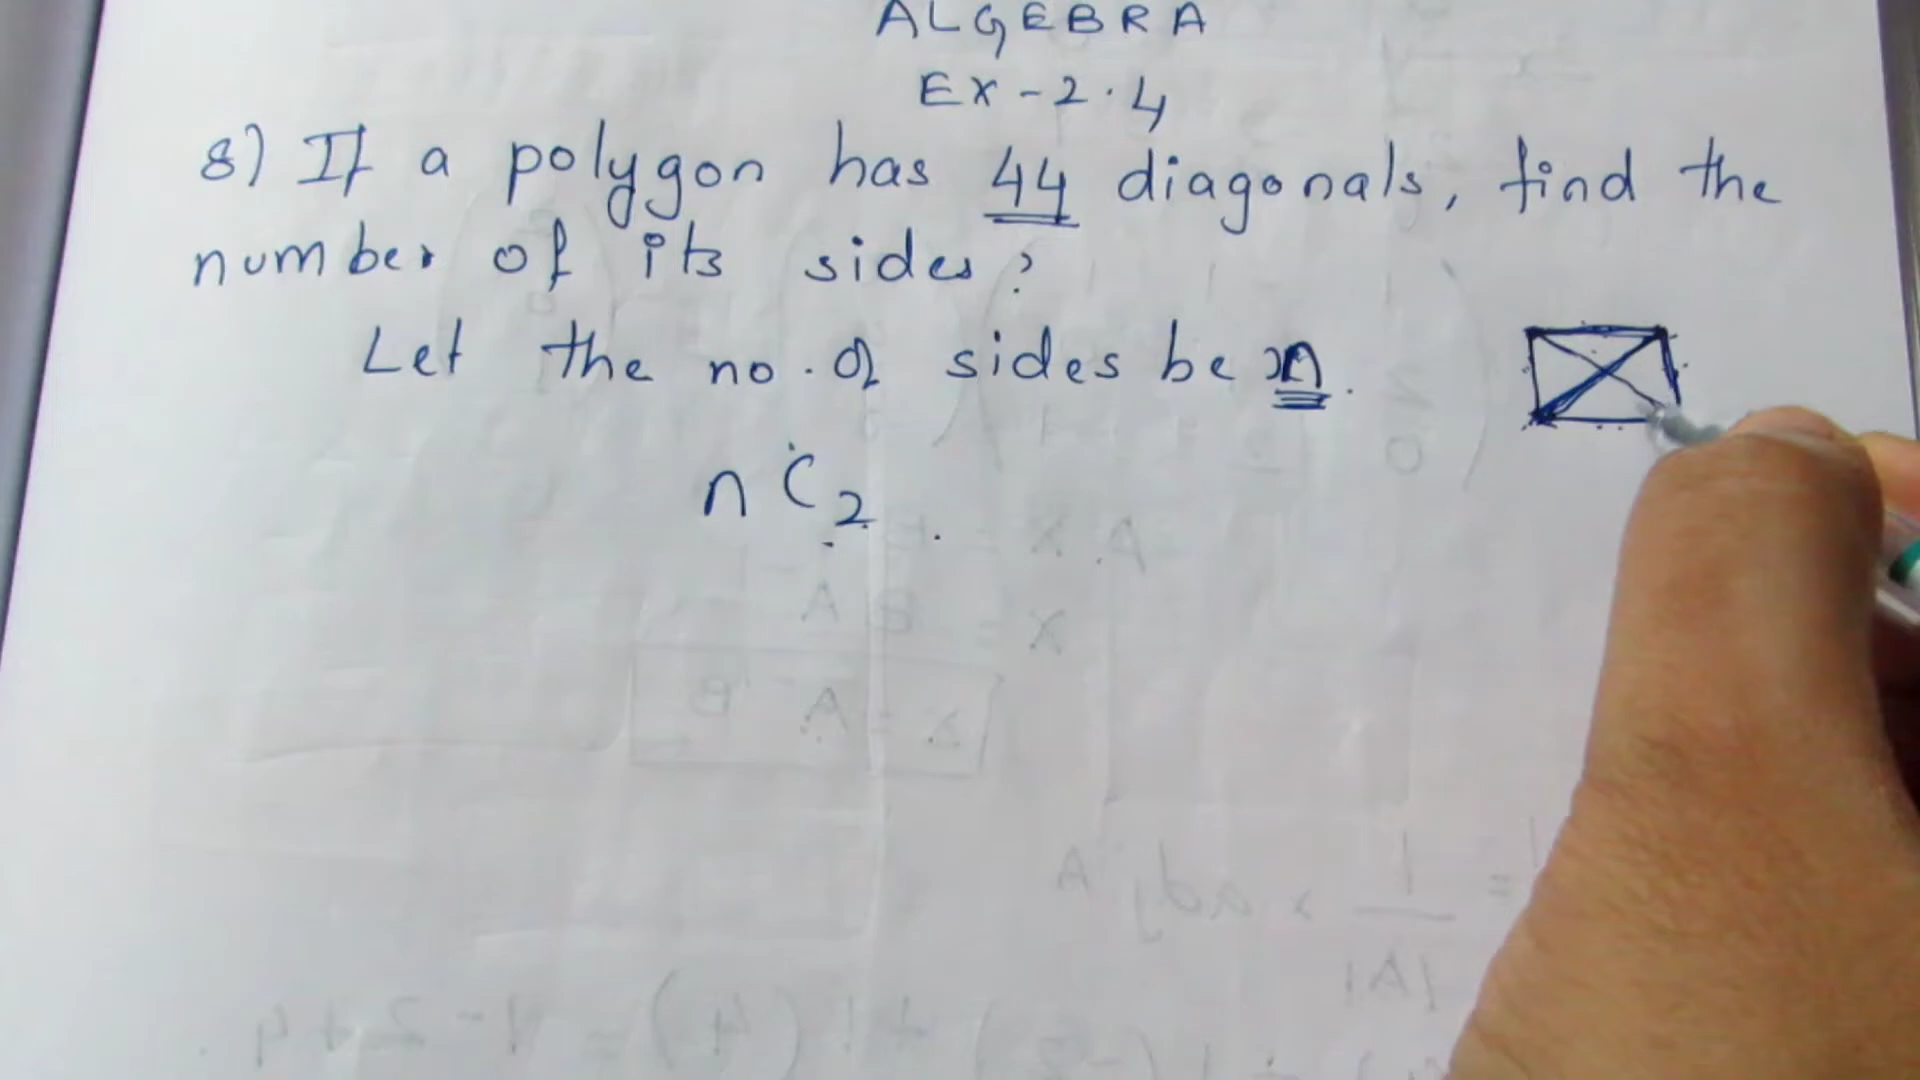 ALGEBRA
EX-2.4
8) If a polygon has 44 diagonals, find the
number of its sides?
Let the no. of sides be n.
nC2